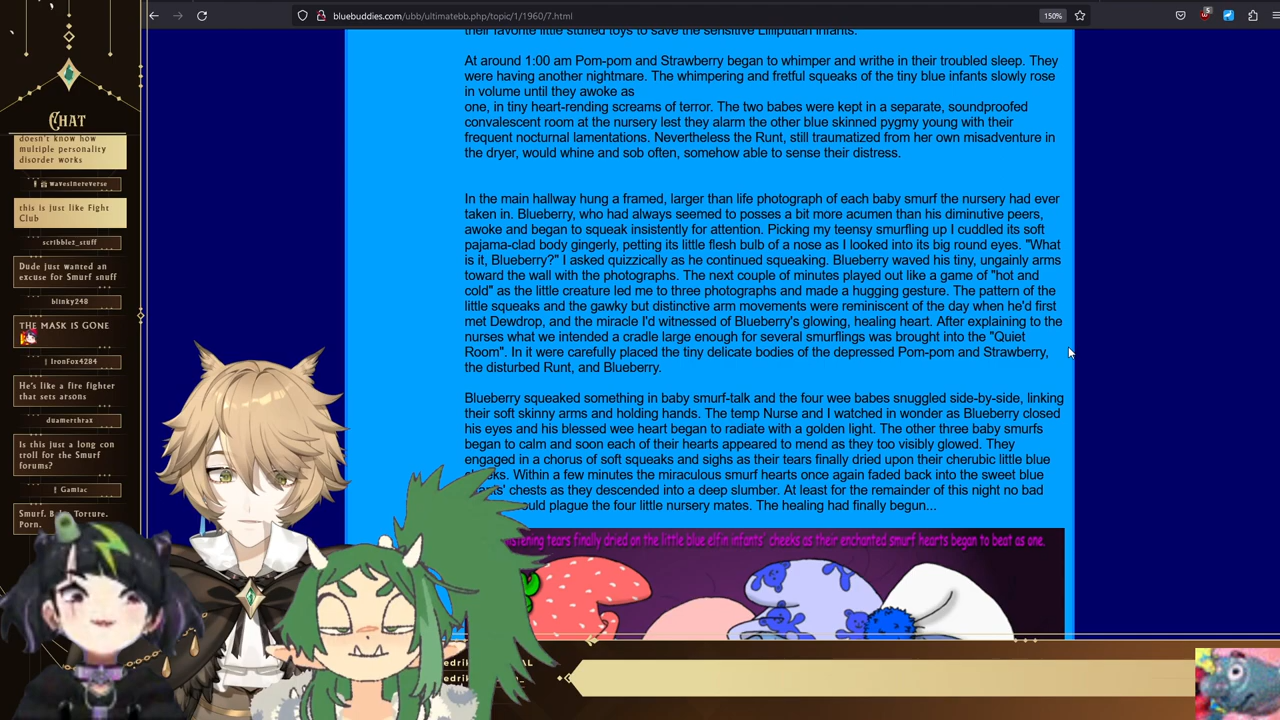 bluebuddies.com/ubb/ultimatebb.php/topic/1/1960/7.html
150%
5
CHAT
doesn't know how
multiple personality
disorder works
wavesinereverse
this is just like Fight
Club
scribblez_stuff
Dude just wanted an
excuse for Smurf snuff
blinky248
THE MASK IS GONE
IronFox4284
He's like a fire fighter
that sets arsons
duamerthrax
Is this just a long con
troll for the Smurf
forums?
Gamiac
Smurf. Torture.
Porn.
their favorite little stuffed toys to save the sensitive Lilliputian infants.
At around 1:00 am Pom-pom and Strawberry began to whimper and writhe in their troubled sleep. They
were having another nightmare. The whimpering and fretful squeaks of the tiny blue infants slowly rose
in volume until they awoke as
one, in tiny heart-rending screams of terror. The two babes were kept in a separate, soundproofed
convalescent room at the nursery lest they alarm the other blue skinned pygmy young with their
frequent nocturnal lamentations. Nevertheless the Runt, still traumatized from her own misadventure in
the dryer, would whine and sob often, somehow able to sense their distress.
In the main hallway hung a framed, larger than life photograph of each baby smurf the nursery had ever
taken in. Blueberry, who had always seemed to posses a bit more acumen than his diminutive peers,
awoke and began to squeak insistently for attention. Picking my teensy smurfling up I cuddled its soft
pajama-clad body gingerly, petting its little flesh bulb of a nose as I looked into its big round eyes. "What
is it, Blueberry?" I asked quizzically as he continued squeaking. Blueberry waved his tiny, ungainly arms
toward the wall with the photographs. The next couple of minutes played out like a game of "hot and
cold" as the little creature led me to three photographs and made a hugging gesture. The pattern of the
little squeaks and the gawky but distinctive arm movements were reminiscent of the day when he'd first
met Dewdrop, and the miracle I'd witnessed of Blueberry's glowing, healing heart. After explaining to the
nurses what we intended a cradle large enough for several smurflings was brought into the "Quiet
Room". In it were carefully placed the tiny delicate bodies of the depressed Pom-pom and Strawberry,
the disturbed Runt, and Blueberry.
Blueberry squeaked something in baby smurf-talk and the four wee babes snuggled side-by-side, linking
their soft skinny arms and holding hands. The temp Nurse and I watched in wonder as Blueberry closed
his eyes and his blessed wee heart began to radiate with a golden light. The other three baby smurfs
began to calm and soon each of their hearts appeared to mend as they too visibly glowed. They
engaged in a chorus of soft squeaks and sighs as their tears finally dried upon their cherubic little blue
Within a few minutes the miraculous smurf hearts once again faded back into the sweet blue
chests as they descended into a deep slumber. At least for the remainder of this night no bad
plague the four little nursery mates. The healing had finally begun...
tears finally dried on the little blue elfin infants' cheeks as their enchanted smurf hearts began to beat as one.